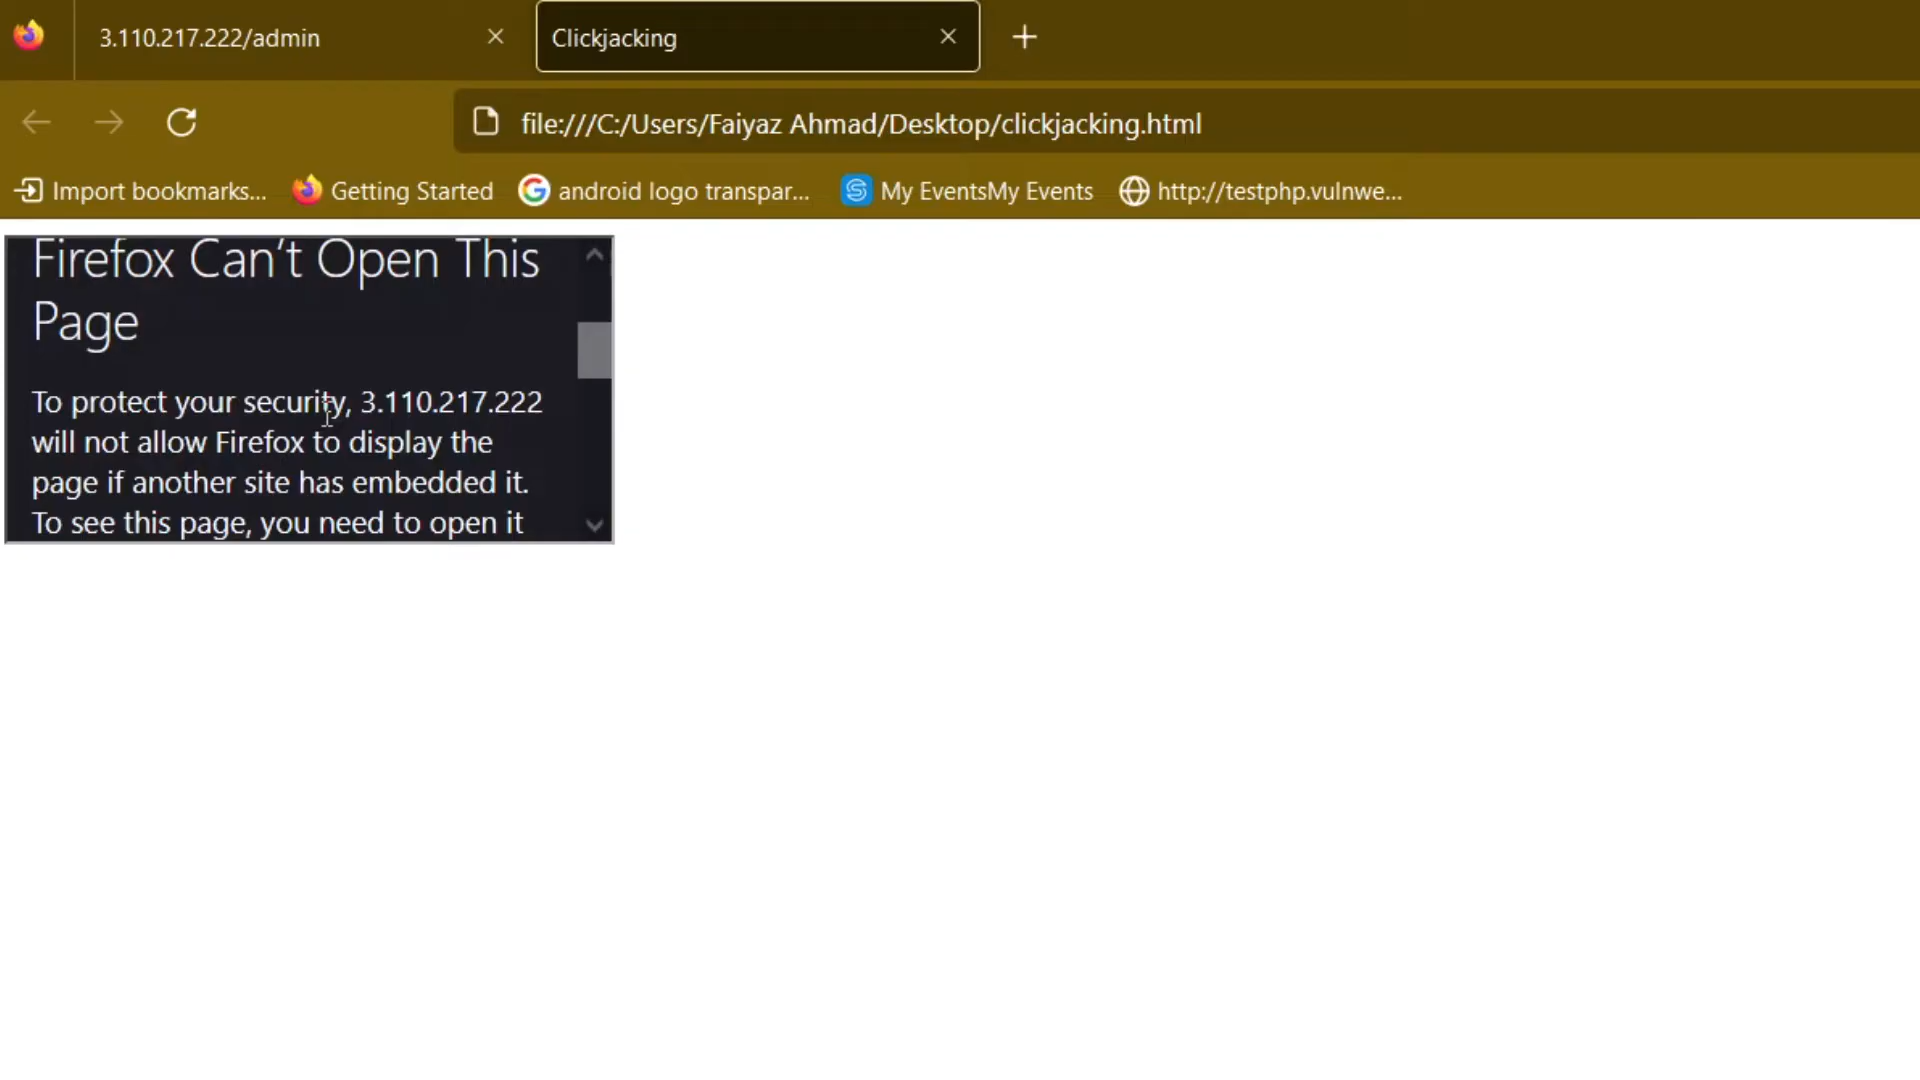 3.110.217.222/admin
Clickjacking
file:///C:/Users/Faiyaz Ahmad/Desktop/clickjacking.html
Import bookmarks...
Getting Started
android logo transpar...
My EventsMy Events
http://testphp.vulnwe...
Firefox Can’t Open This
Page
To protect your security, 3.110.217.222
will not allow Firefox to display the
page if another site has embedded it.
To see this page, you need to open it